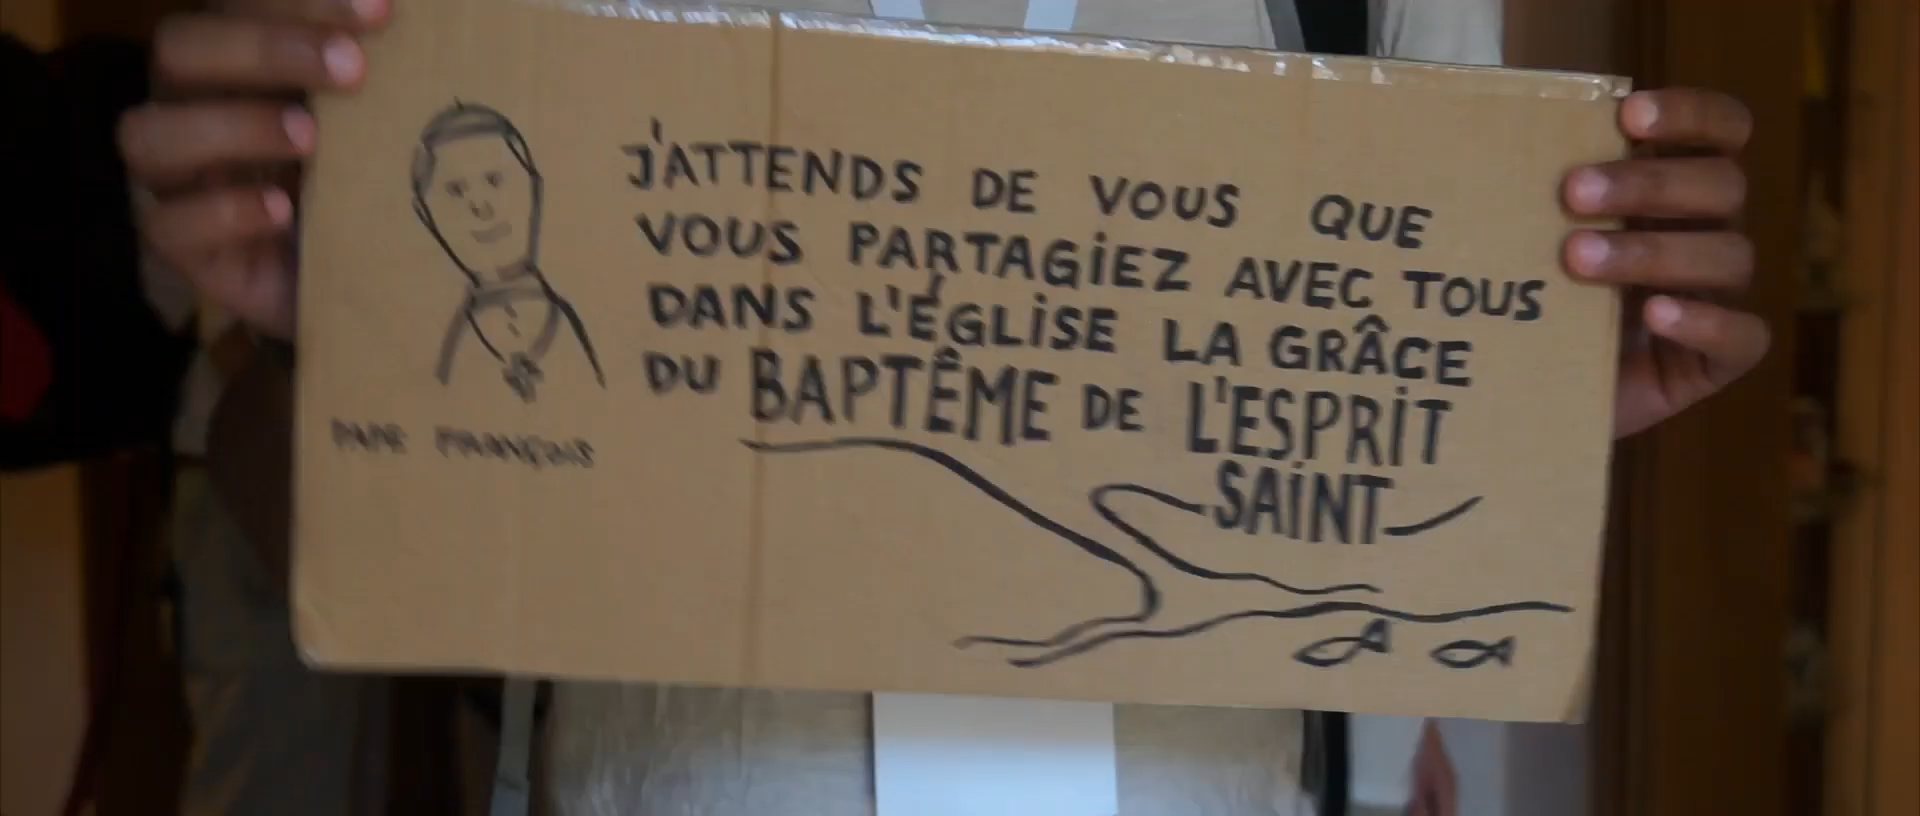 J'ATTENDS DE VOUS QUE
VOUS PARTAGIEZ AVEC TOUS
DANS L'ÉGLISE LA GRÂCE
DU BAPTÊME DE L'ESPRIT
SAINT
PAPE FRANÇOIS